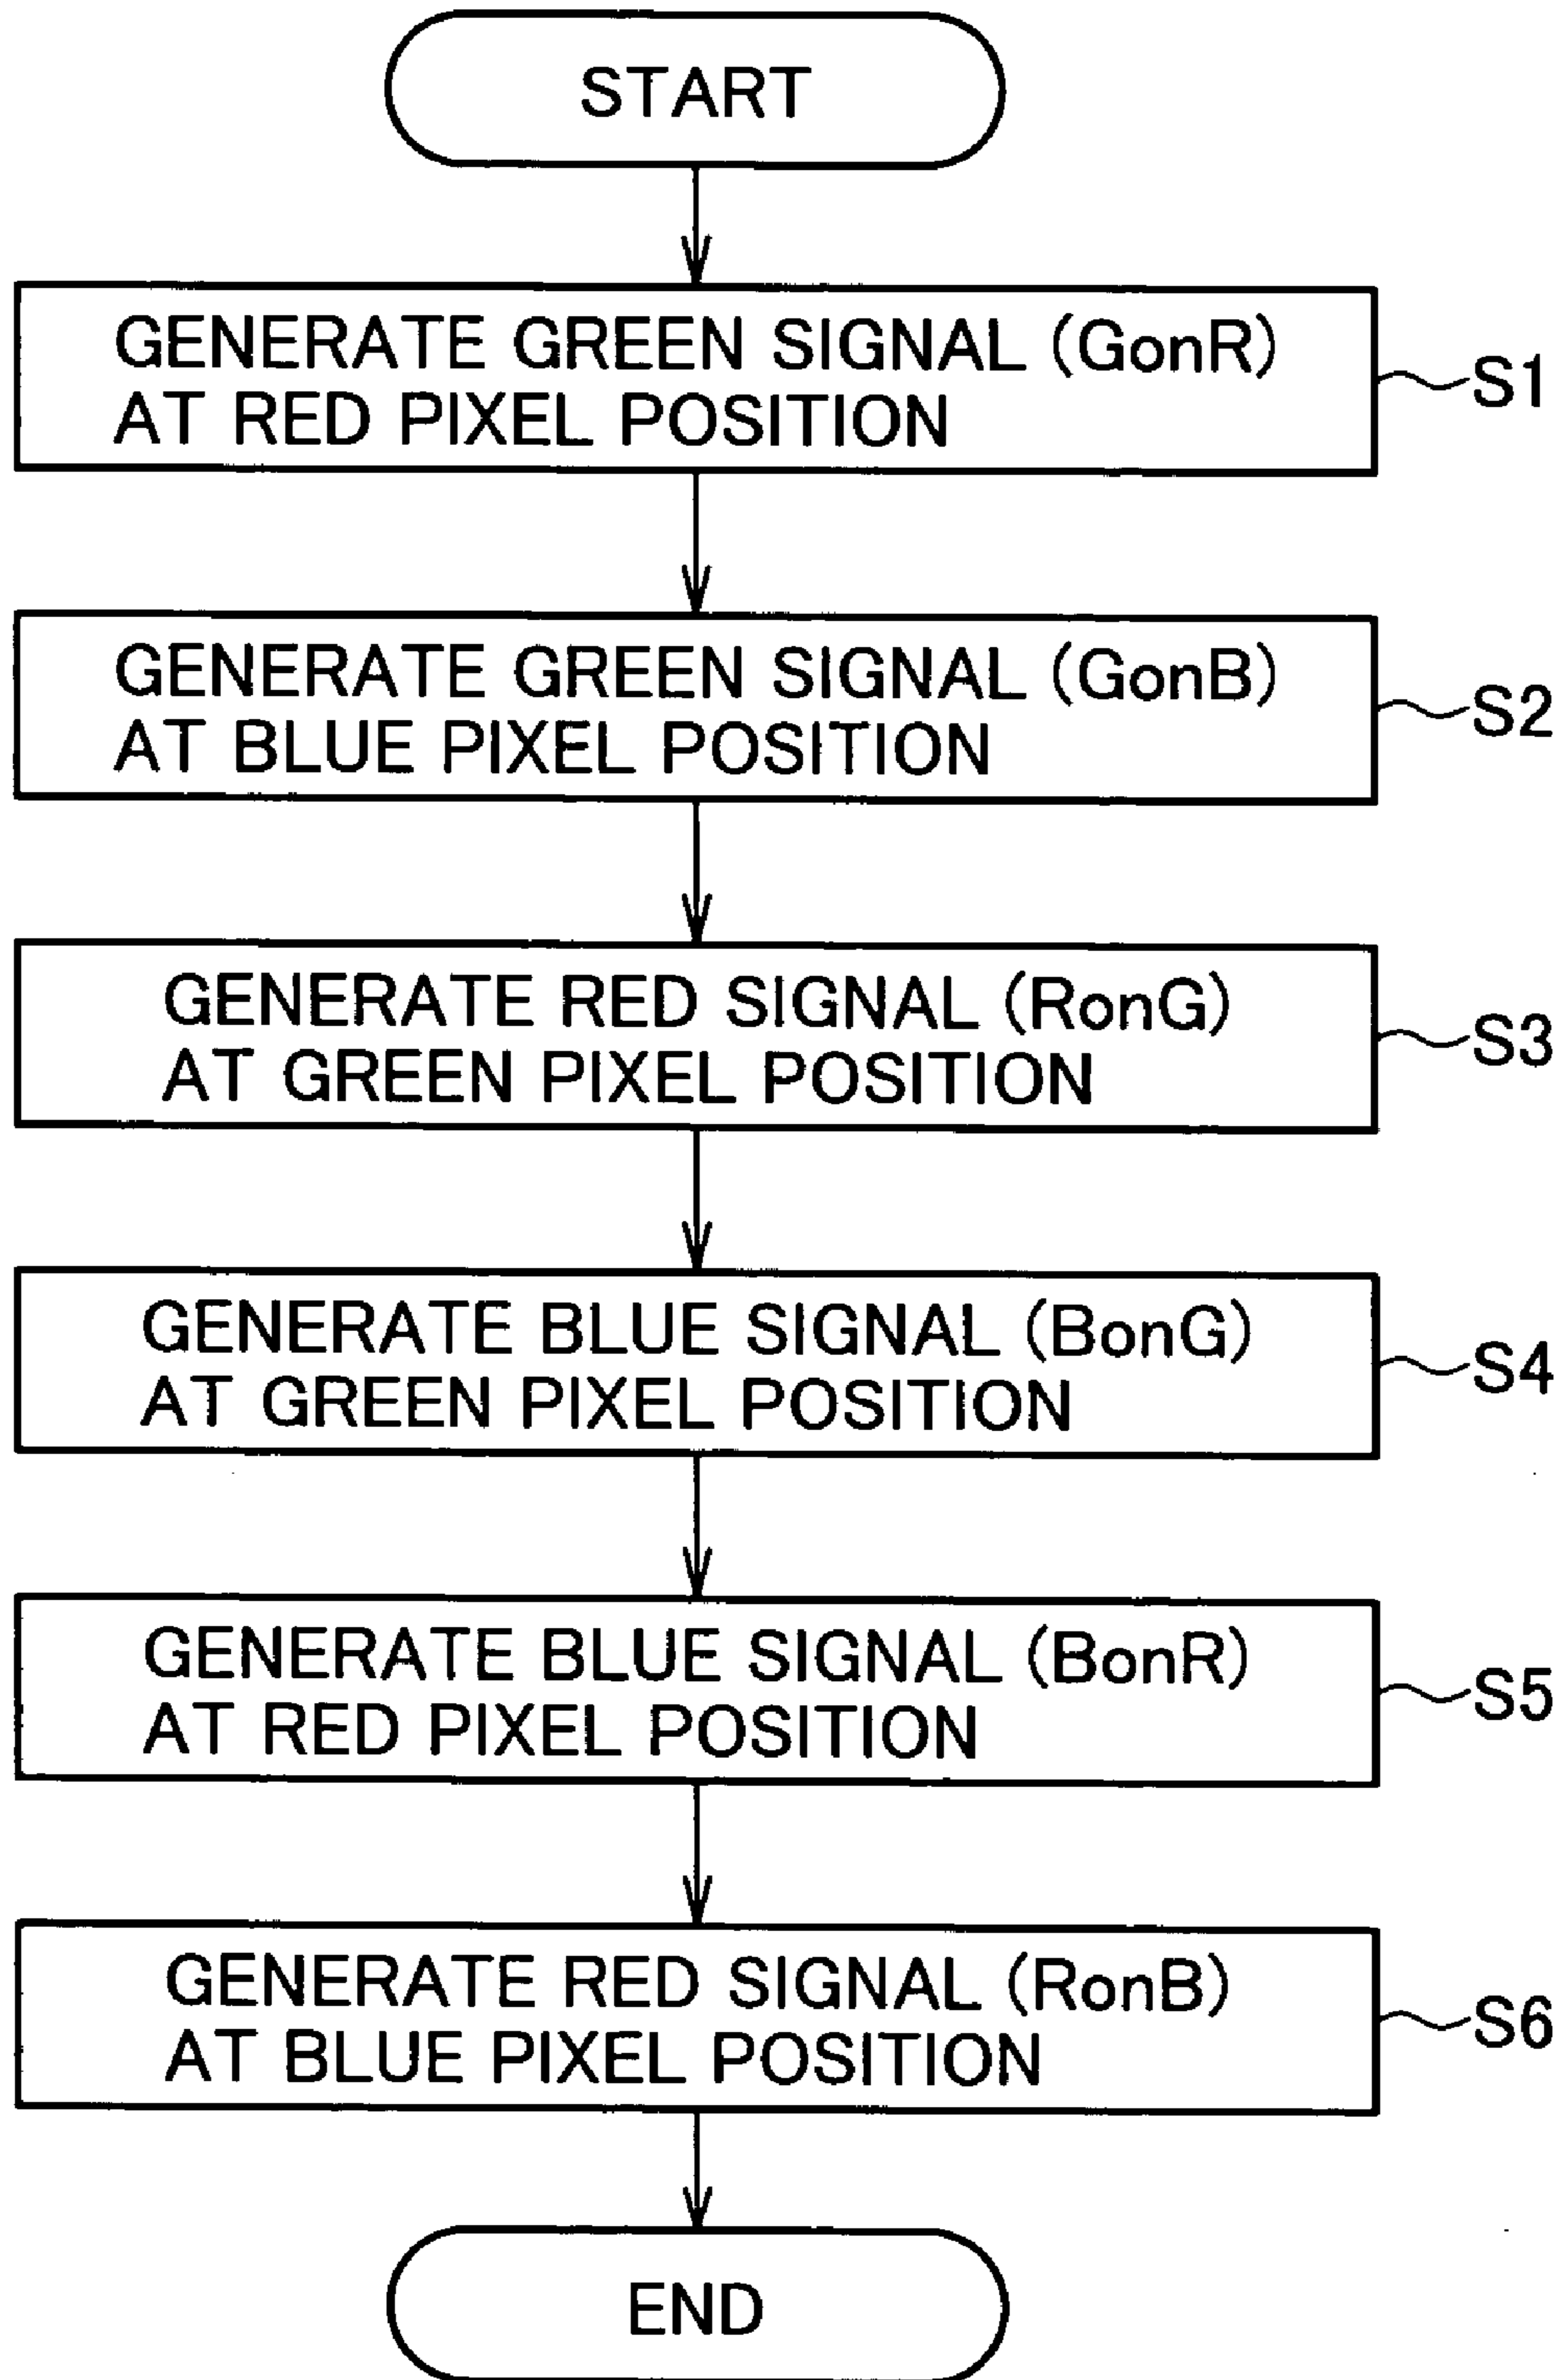 START
GENERATE GREEN SIGNAL (GonR)
AT RED PIXEL POSITION
S1
GENERATE GREEN SIGNAL (GonB)
AT BLUE PIXEL POSITION
S2
GENERATE RED SIGNAL (RonG)
AT GREEN PIXEL POSITION
S3
GENERATE BLUE SIGNAL (BonG)
AT GREEN PIXEL POSITION
S4
GENERATE BLUE SIGNAL (BonR)
AT RED PIXEL POSITION
S5
GENERATE RED SIGNAL (RonB)
AT BLUE PIXEL POSITION
S6
END